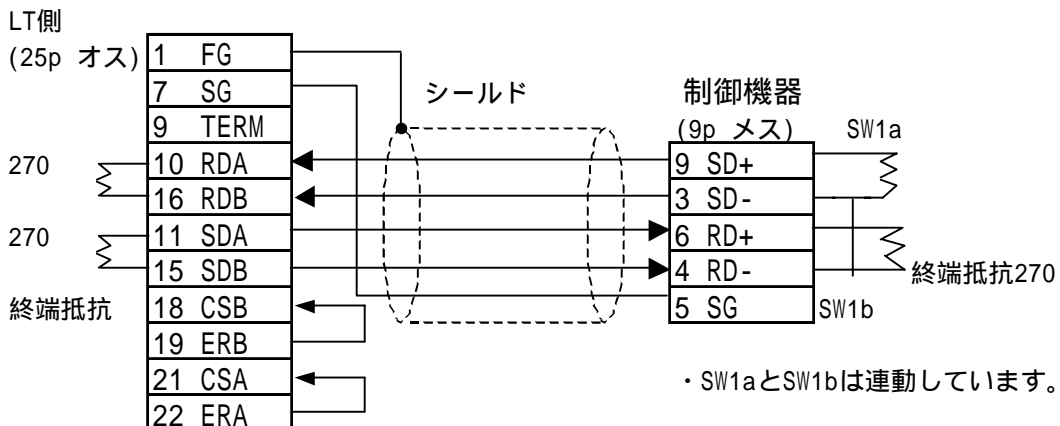 LT側
(25p オス)
1 FG
7 SG
9 TERM
10 RDA
16 RDB
11 SDA
15 SDB
18 CSB
19 ERB
21 CSA
22 ERA
270
270
終端抵抗
シールド
制御機器
(9p メス)
9 SD+
3 SD-
6 RD+
4 RD-
5 SG
SW1a
終端抵抗270
SW1b
・SW1aとSW1bは連動しています。